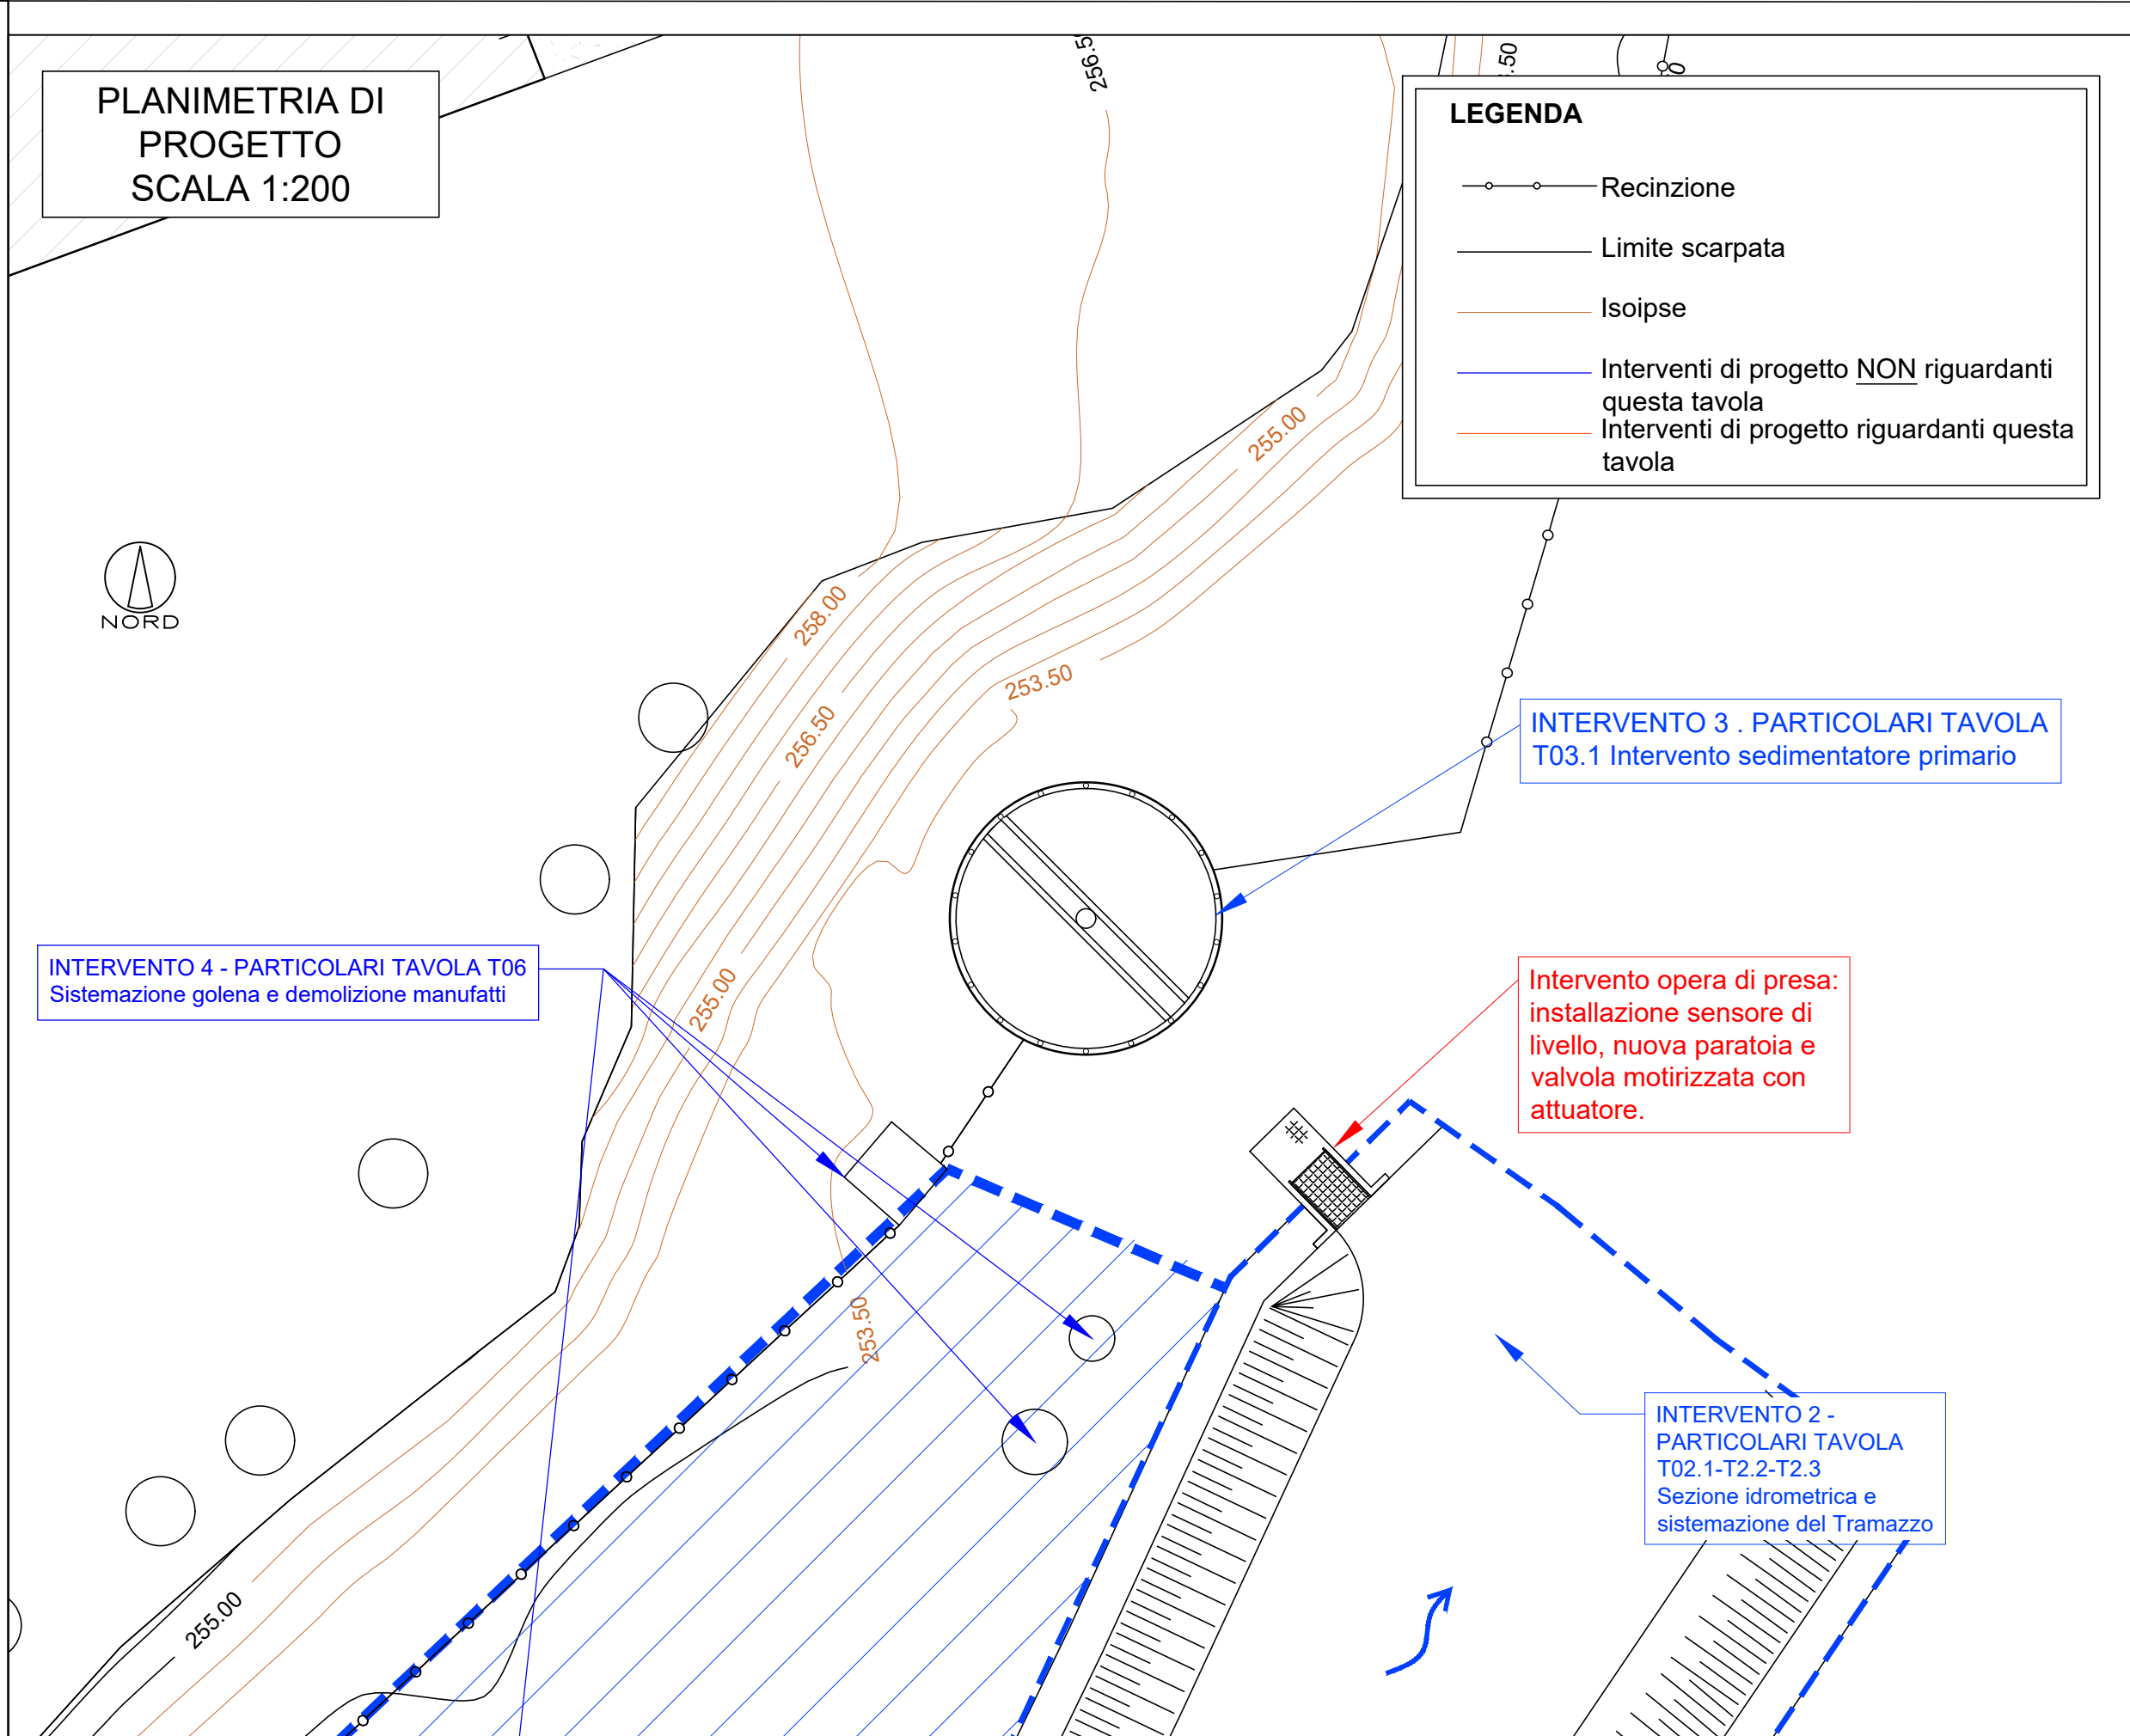 PLANIMETRIA DI
PROGETTO
SCALA 1:200
LEGENDA
Recinzione
Limite scarpata
Isoipse
Interventi di progetto NON riguardanti
questa tavola
Interventi di progetto riguardanti questa
tavola
.50
255.00
258.00
NORD
253.50
256.50
INTERVENTO 3 . PARTICOLARI TAVOLA
T03.1 Intervento sedimentatore primario
INTERVENTO 4 - PARTICOLARI TAVOLA T06
Sistemazione golena e demolizione manufatti
255.00
Intervento opera di presa:
installazione sensore di
livello, nuova paratoia e
valvola motirizzata con
attuatore.
253.50
INTERVENTO 2 -
PARTICOLARI TAVOLA
T02.1-T2.2-T2.3
Sezione idrometrica e
sistemazione del Tramazzo
255.00